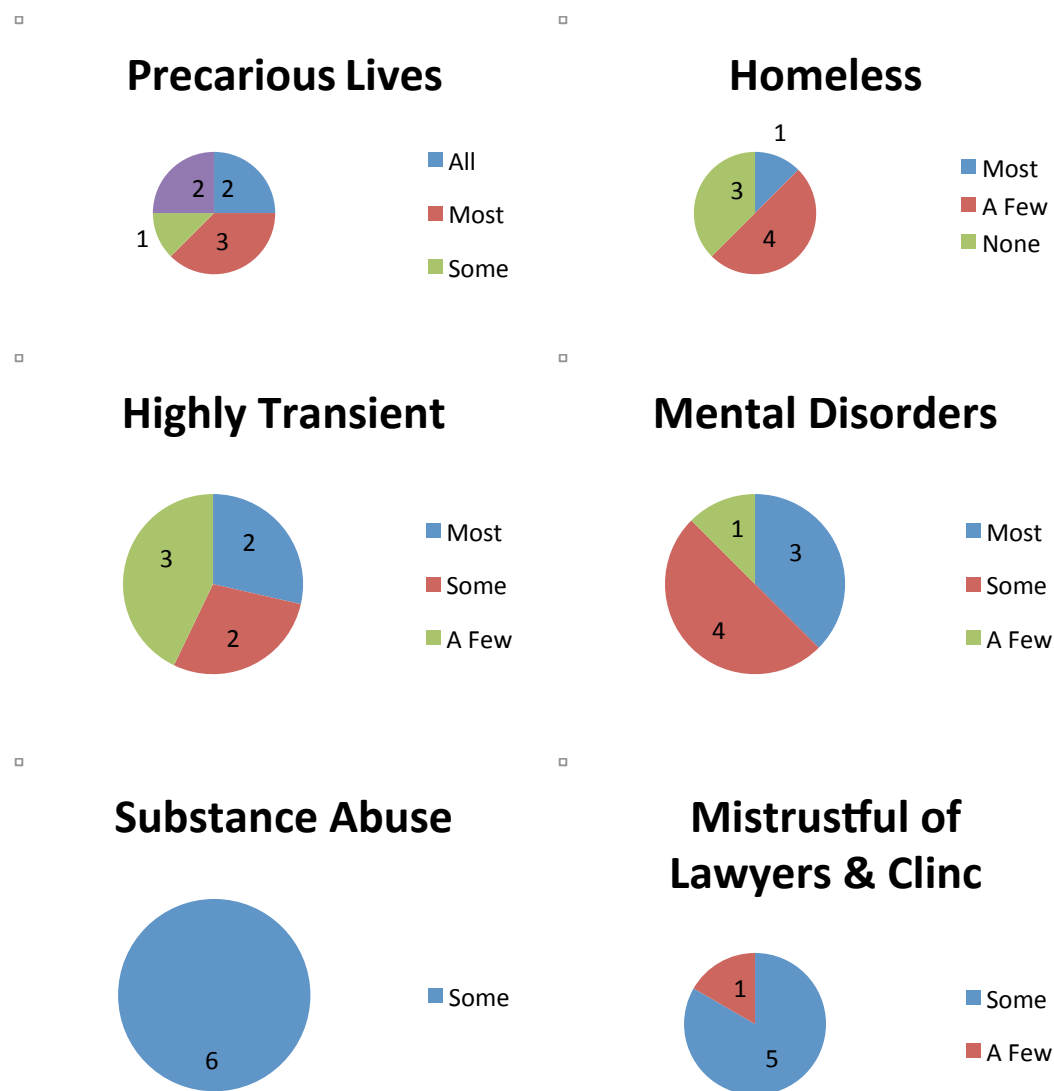 Precarious Lives
2
2
3
1
All
Most
Some
Homeless
1
3
4
Most
A Few
None
Highly Transient
2
3
2
Most
Some
A Few
Mental Disorders
1
3
4
Most
Some
A Few
Substance Abuse
6
Some
Mistrustful of
Lawyers & Clinc
1
5
Some
A Few